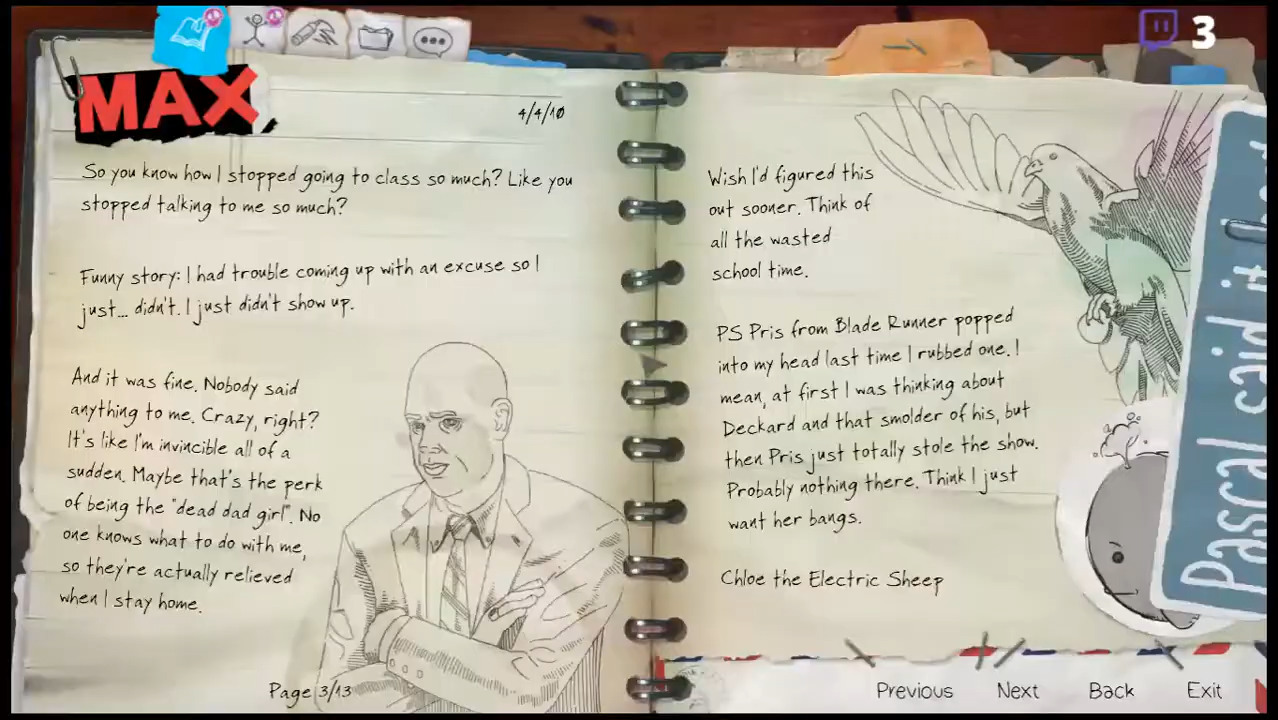 3
MAX
4/4/10
So you know how I stopped going to class so much? Like you
stopped talking to me so much?
Funny story: I had trouble coming up with an excuse so I
just... didn't. I just didn't show up.
And it was fine. Nobody said
anything to me. Crazy, right?
It's like I'm invincible all of a
sudden. Maybe that's the perk
of being the "dead dad girl". No
one knows what to do with me,
so they're actually relieved
when I stay home.
Page 3/13
Wish I'd figured this
out sooner. Think of
all the wasted
school time.
PS Pris from Blade Runner popped
into my head last time I rubbed one. I
mean, at first I was thinking about
Deckard and that smolder of his, but
then Pris just totally stole the show.
Probably nothing there. Think I just
want her bangs.
Chloe the Electric Sheep
Pascal said it
Previous Next Back Exit